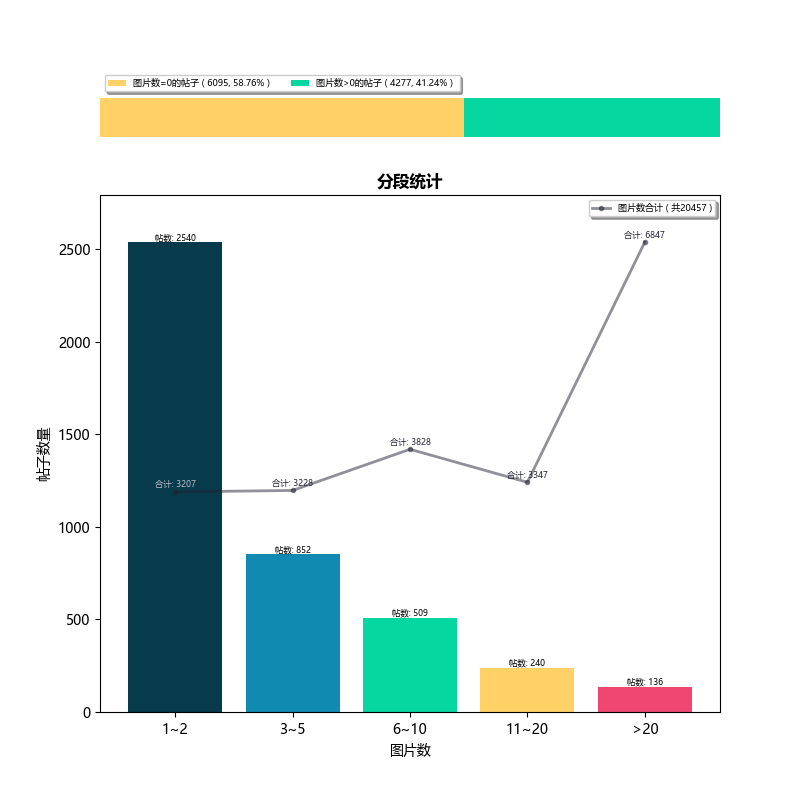 图片数=0的帖子 ( 6095, 58.76% )
图片数>0的帖子 ( 4277, 41.24% )
分段统计
图片数合计 ( 共20457 )
合计: 6847
帖数: 2540
2500
2000
1500
1000
500
0
帖子数量
合计: 3828
合计: 3347
合计: 3207
合计: 3228
帖数: 852
帖数: 509
帖数: 240
帖数: 136
1~2
3~5
6~10
11~20
>20
图片数